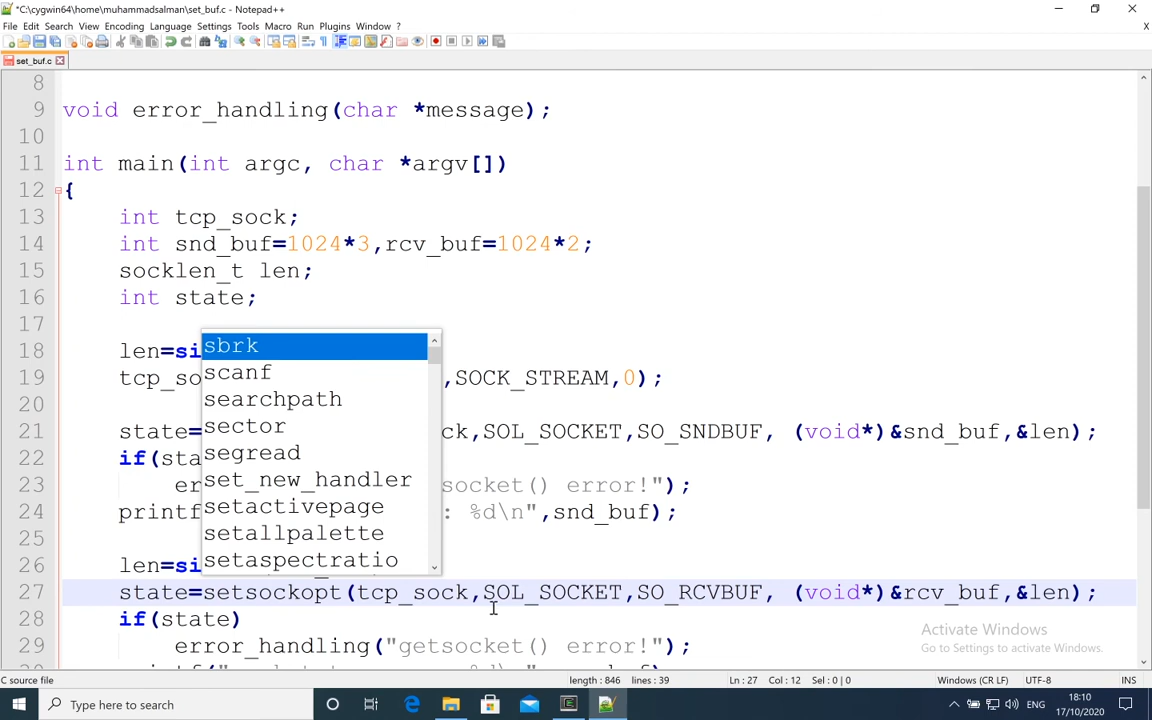 *C:\cygwin64\home\muhammadsalman\set_buf.c - Notepad++
File Edit Search View Encoding Language Settings Tools Macro Run Plugins Window ?
X
set_buf.c
8
9 void error_handling(char *message);
10
11 int main(int argc, char *argv[])
12 {
13 int tcp_sock;
14 int snd_buf=1024*3,rcv_buf=1024*2;
15 socklen_t len;
16 int state;
17
18 len=si
19 tcp_so ,SOCK_STREAM,0);
20
21 state= ck,SOL_SOCKET,SO_SNDBUF, (void*)&snd_buf,&len);
22 if(sta
23 er socket() error!");
24 printf : %d\n",snd_buf);
25
26 len=si
27 state=setsockopt(tcp_sock,SOL_SOCKET,SO_RCVBUF, (void*)&rcv_buf,&len);
28 if(state)
29 error_handling("getsocket() error!");
sbrk
scanf
searchpath
sector
segread
set_new_handler
setactivepage
setallpalette
setaspectratio
Activate Windows
Go to Settings to activate Windows.
C source file length : 846 lines : 39 Ln : 27 Col : 12 Sel : 0 | 0 Windows (CR LF) UTF-8 INS
Type here to search
ENG
18:10
17/10/2020